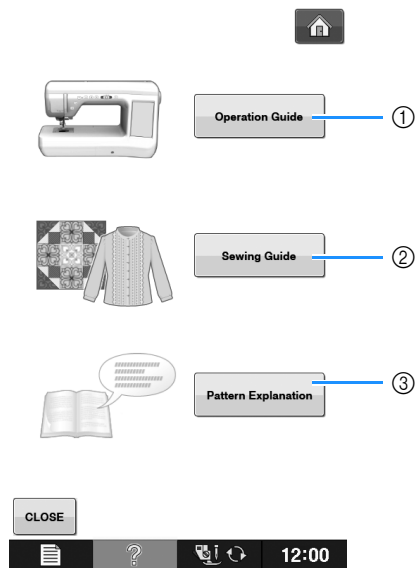 Operation Guide
①
Sewing Guide
②
Pattern Explanation
③
CLOSE
?
12:00